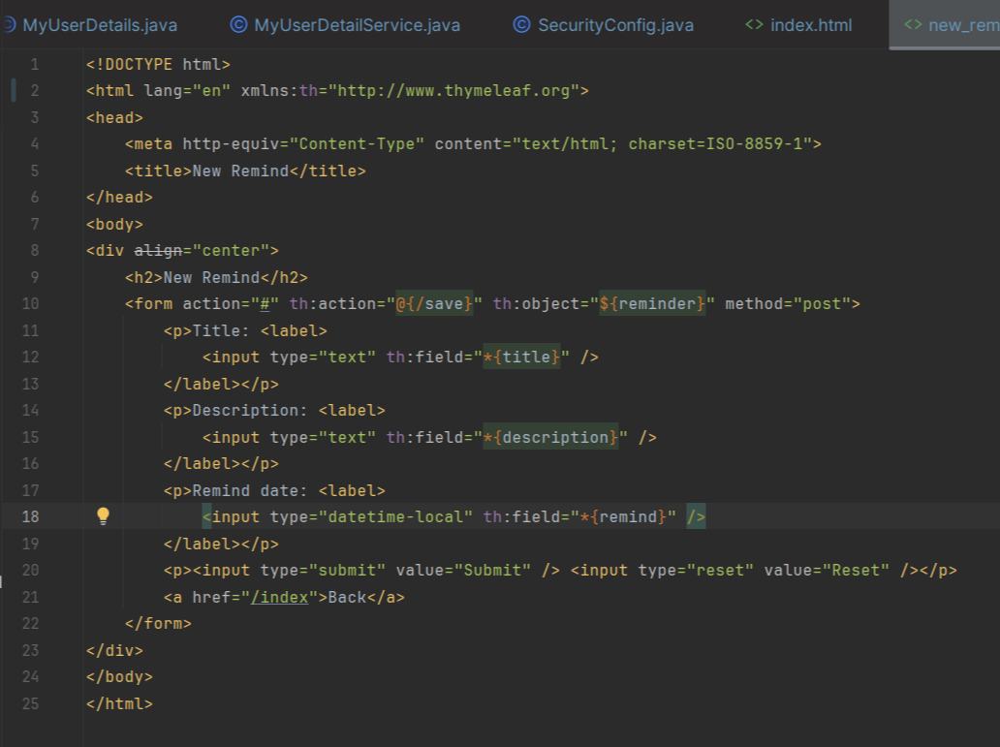 MyUserDetails.java MyUserDetailService.java SecurityConfig.java <> index.html <> new_rem
1 <!DOCTYPE html>
2 <html lang="en" xmlns:th="http://www.thymeleaf.org">
3 <head>
4     <meta http-equiv="Content-Type" content="text/html; charset=ISO-8859-1">
5     <title>New Remind</title>
6 </head>
7 <body>
8 <div align="center">
9     <h2>New Remind</h2>
10     <form action="#" th:action="@{/save}" th:object="${reminder}" method="post">
11         <p>Title: <label>
12             <input type="text" th:field="*{title}" />
13         </label></p>
14         <p>Description: <label>
15             <input type="text" th:field="*{description}" />
16         </label></p>
17         <p>Remind date: <label>
18             <input type="datetime-local" th:field="*{remind}" />
19         </label></p>
20         <p><input type="submit" value="Submit" /> <input type="reset" value="Reset" /></p>
21         <a href="/index">Back</a>
22     </form>
23 </div>
24 </body>
25 </html>